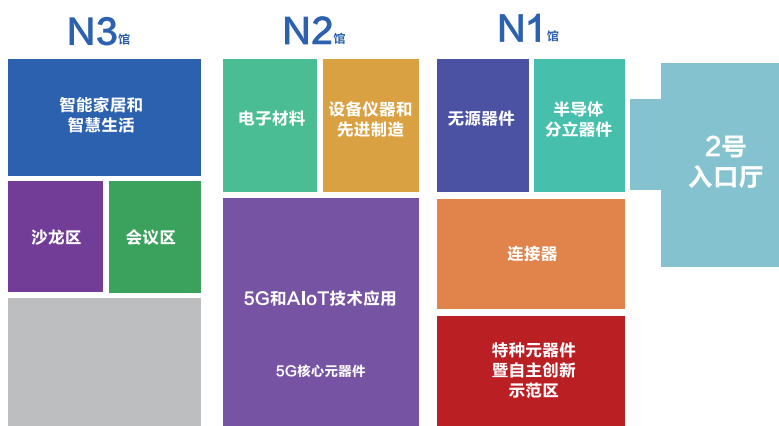 N3馆
N2馆
N1馆
智能家居和
智慧生活
沙龙区
会议区
电子材料
设备仪器和
先进制造
5G和AIoT技术应用
5G核心元器件
无源器件
半导体
分立器件
连接器
特种元器件
暨自主创新
示范区
2号
入口厅